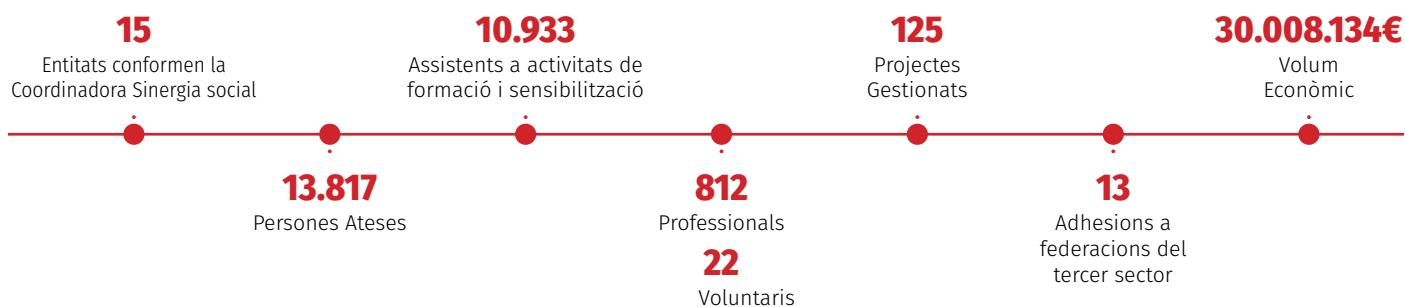 15
Entitats conformen la
Coordinadora Sinergia social
13.817
Persones Ateses
10.933
Assistents a activitats de
formació i sensibilització
812
Professionals
22
Voluntaris
125
Projectes
Gestionats
13
Adhesions a
federacions del
tercer sector
30.008.134€
Volum
Econòmic